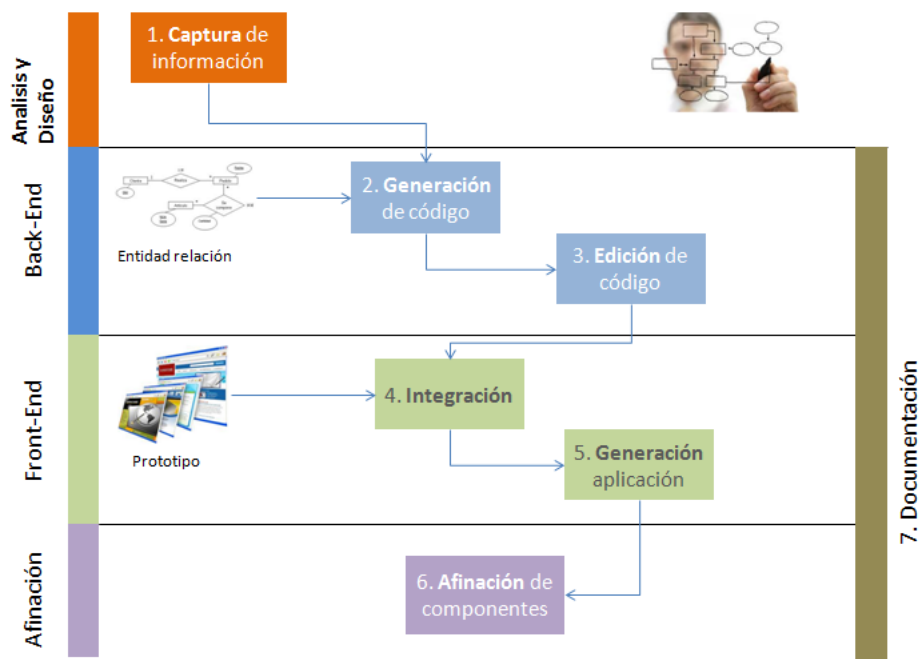 Analisis y
Diseño
1. Captura de
información
Back-End
Entidad relación
2. Generación
de código
3. Edición de
código
Front-End
Prototipo
4. Integración
5. Generación
aplicación
7. Documentación
Afinación
6. Afinación de
componentes